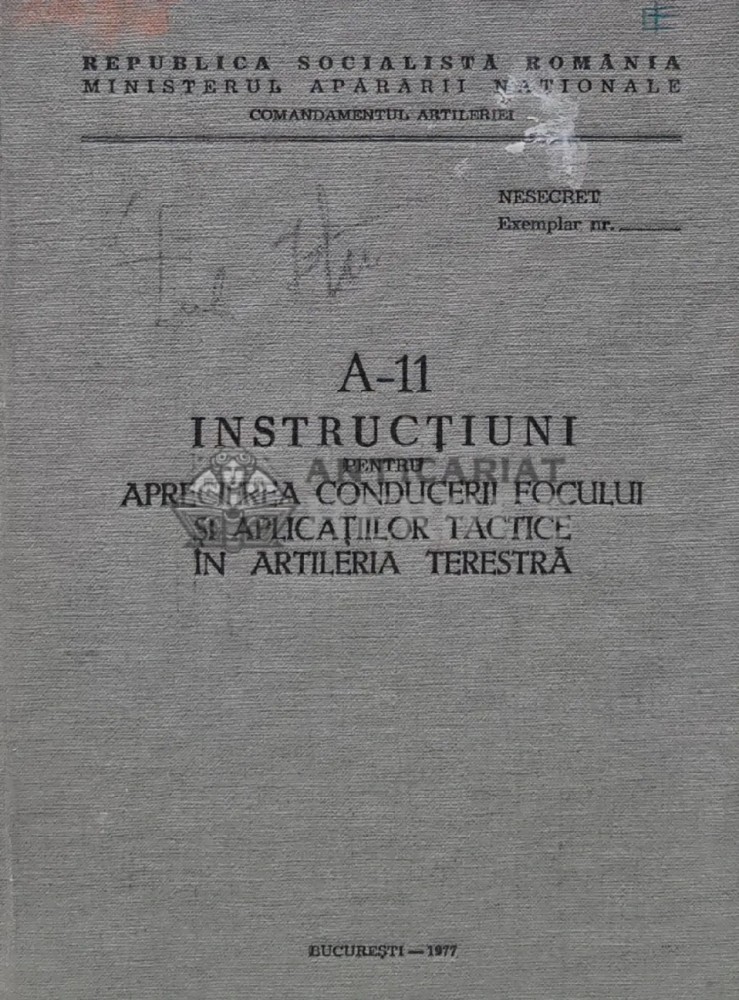 REPUBLICA SOCIALISTĂ ROMÂNIA
MINISTERUL APĂRĂRII NAȚIONALE
COMANDAMENTUL ARTILERIEI
NESECRET
Exemplar nr.
A-11
INSTRUCȚIUNI
PENTRU
ANTICARIAT
APRECIEREA CONDUCERII FOCULUI
ȘI APLICAȚIILOR TACTICE
ÎN ARTILERIA TERESTRĂ
BUCUREȘTI — 1977